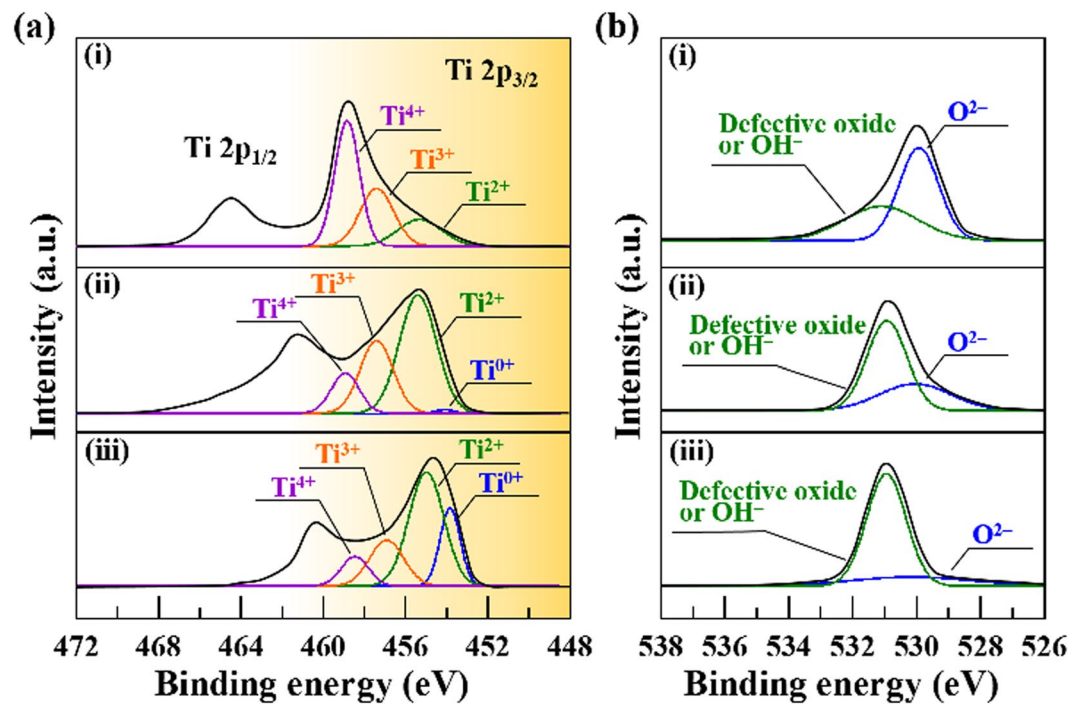 (a)
(i)
Ti 2p3/2
Ti 2p1/2
Ti⁴⁺
Ti³⁺
Ti²⁺
(ii)
Ti³⁺
Ti²⁺
Ti⁴⁺
Ti⁰⁺
(iii)
Ti³⁺
Ti²⁺
Ti⁴⁺
Ti⁰⁺
Intensity (a.u.)
472 468 460 456 452 448
Binding energy (eV)
(b)
(i)
Defective oxide
or OH⁻
O²⁻
(ii)
Defective oxide
or OH⁻
O²⁻
(iii)
Defective oxide
or OH⁻
O²⁻
Intensity (a.u.)
538 536 534 532 530 528 526
Binding energy (eV)